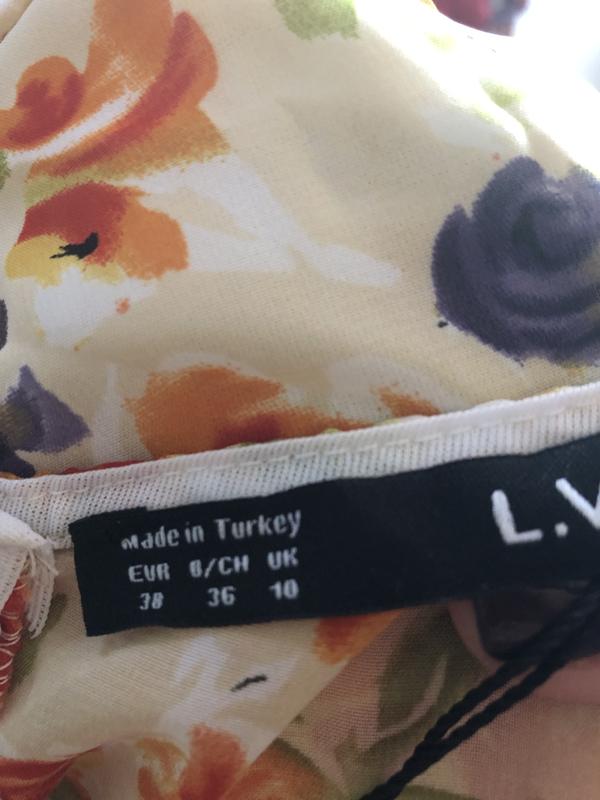 Made in Turkey
EUR D/CH UK
38 36 10
L.V